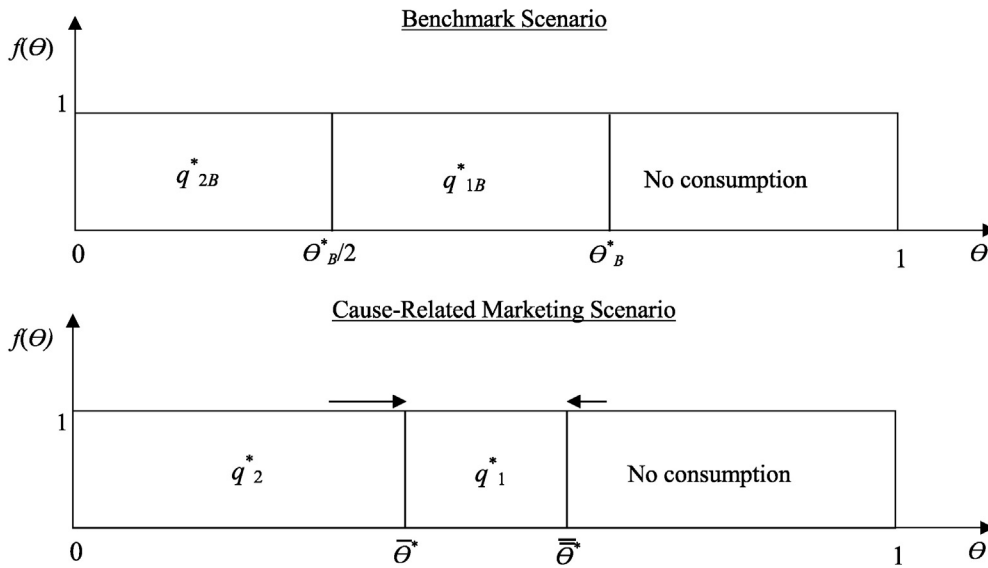 Benchmark Scenario
f(Θ)
1
q*2B
q*1B
No consumption
0
Θ*B/2
Θ*B
1
Θ
Cause-Related Marketing Scenario
f(Θ)
1
q*2
q*1
No consumption
0
Θ̅*
Θ̿*
1
Θ